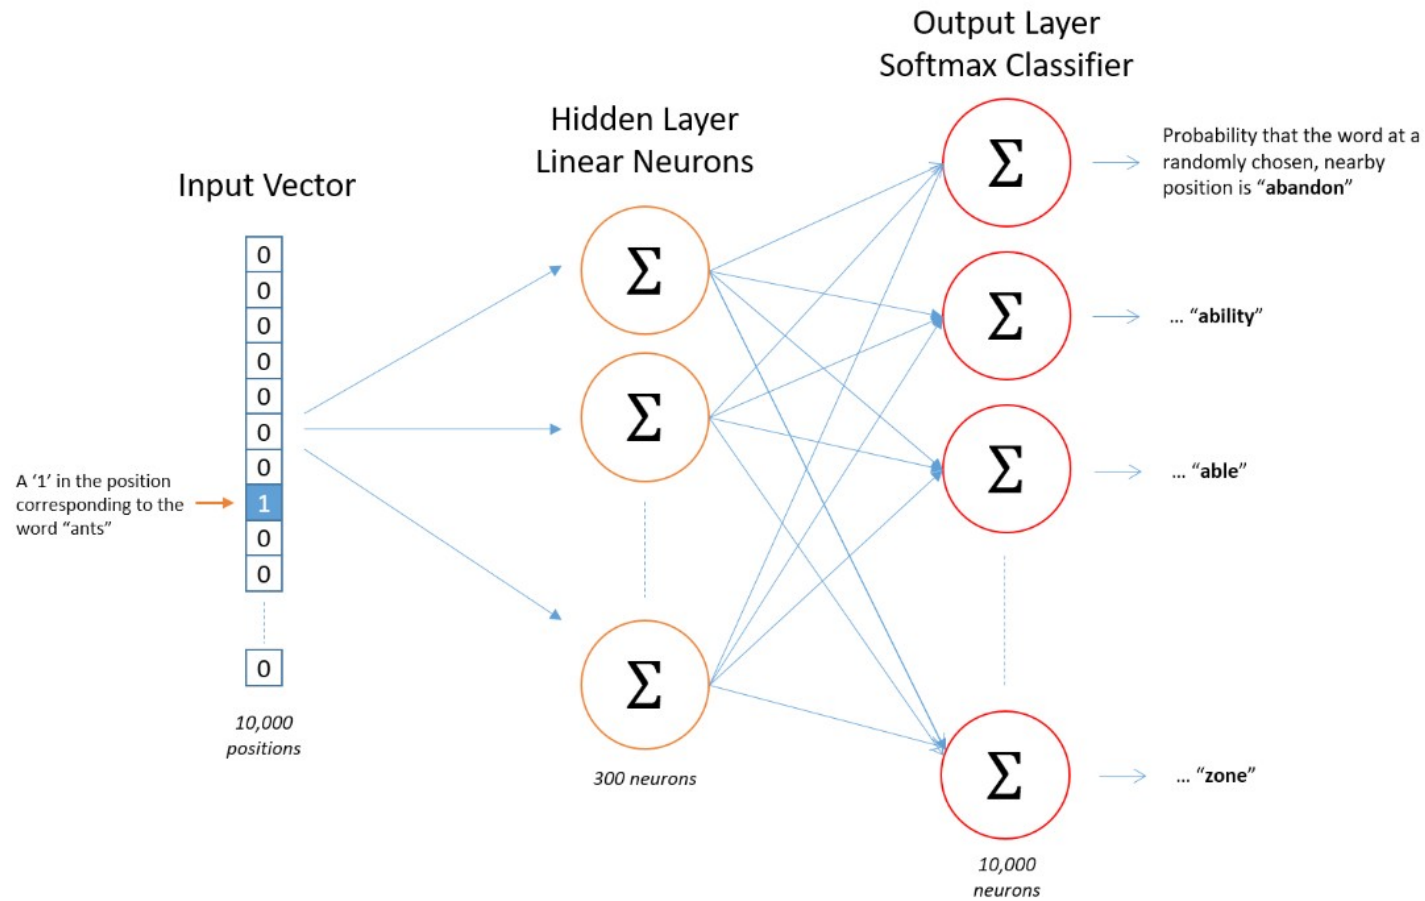 Input Vector
0
0
0
0
0
0
0
1
0
0
0
10,000
positions
A ‘1’ in the position
corresponding to the
word “ants”
Hidden Layer
Linear Neurons
Σ
Σ
Σ
300 neurons
Output Layer
Softmax Classifier
Σ
Σ
Σ
Σ
10,000
neurons
Probability that the word at a
randomly chosen, nearby
position is “abandon”
... “ability”
... “able”
... “zone”